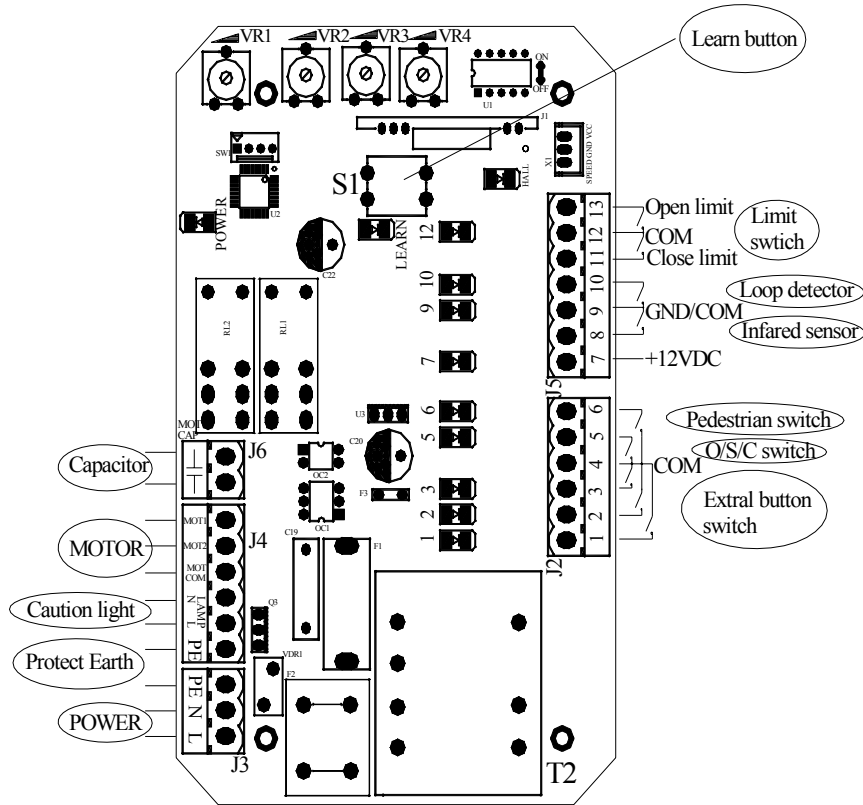 VR1 VR2 VR3 VR4
Learn button
ON
OFF
U1
J1
SW1
U2
S1
HALL
X1
SPEED GND VCC
POWER
LEARN
C22
12
10
9
7
6
5
3
2
1
13
12
11
10
9
8
7
J5
Open limit
COM
Close limit
Limit
swtich
Loop detector
GND/COM
Infared sensor
+12VDC
RL2
RL1
U3
C20
F3
OC2
OC1
6
5
4
3
2
1
J2
Pedestrian switch
O/S/C switch
COM
Extral button
switch
MOT
CAP
J6
Capacitor
MOT1
MOT2
MOT
COM
J4
MOTOR
LAMP
N L
Caution light
PE
Protect Earth
PE N L
POWER
J3
C19
F1
Q3
VDR1
F2
T2